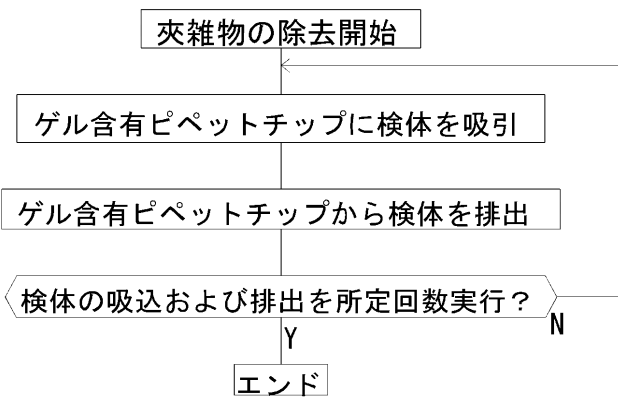 夾雑物の除去開始
ゲル含有ピペットチップに検体を吸引
ゲル含有ピペットチップから検体を排出
検体の吸込および排出を所定回数実行？
N
Y
エンド